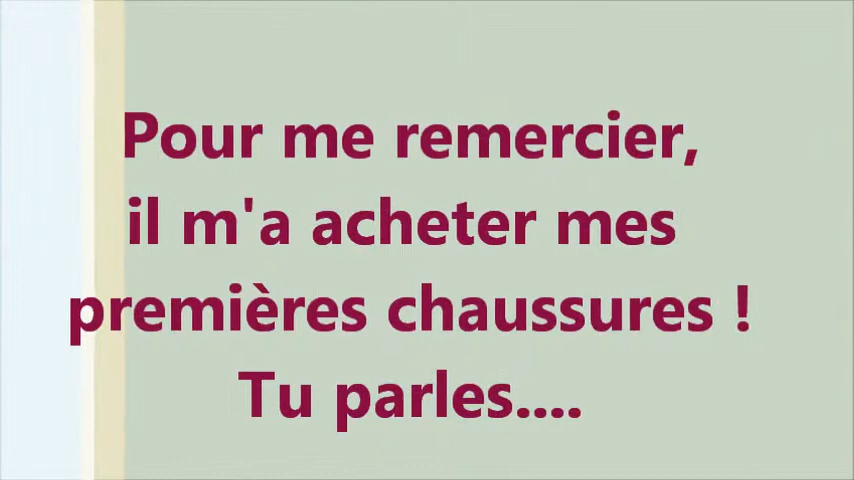 Pour me remercier,
il m'a acheter mes
premières chaussures !
Tu parles....